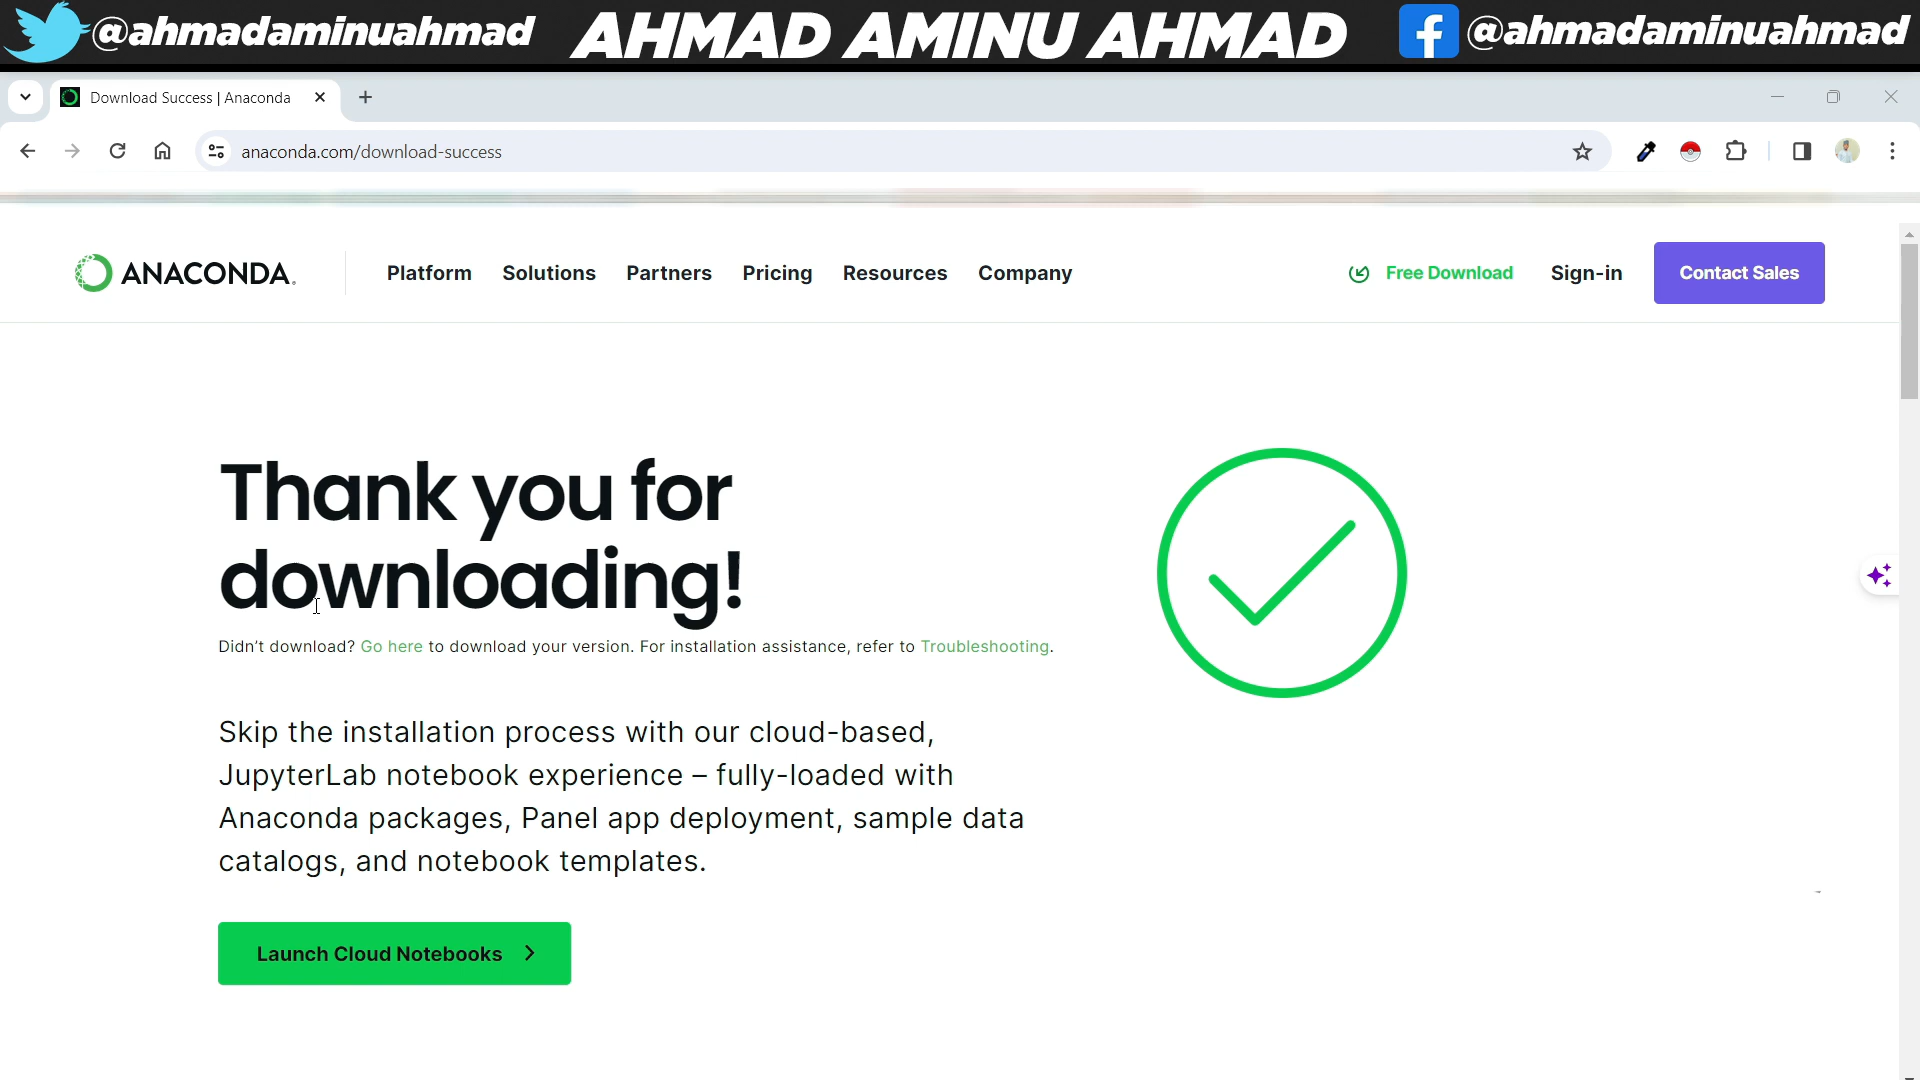 @ahmadaminuahmad AHMAD AMINU AHMAD @ahmadaminuahmad
Download Success | Anaconda
anaconda.com/download-success
ANACONDA. Platform Solutions Partners Pricing Resources Company Free Download Sign-in Contact Sales
Thank you for
downloading!
Didn't download? Go here to download your version. For installation assistance, refer to Troubleshooting.
Skip the installation process with our cloud-based,
JupyterLab notebook experience – fully-loaded with
Anaconda packages, Panel app deployment, sample data
catalogs, and notebook templates.
Launch Cloud Notebooks